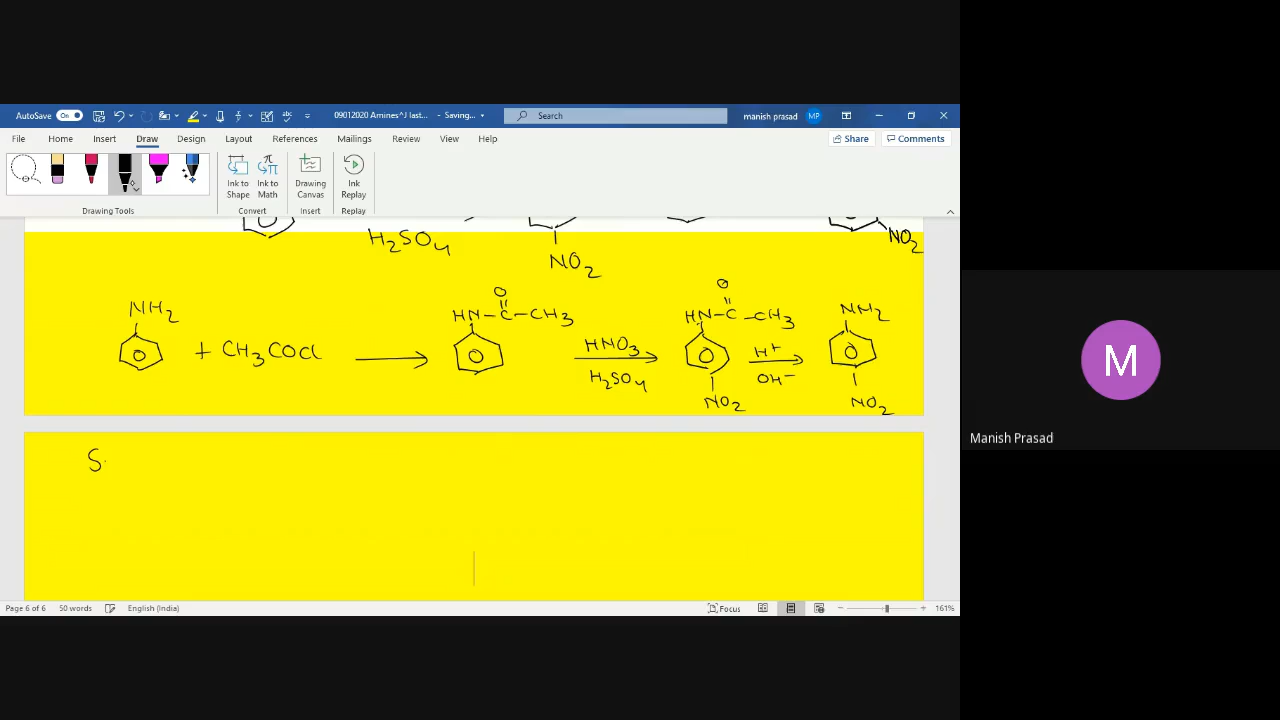 AutoSave On 09012020 Amines^J last... - Saving... Search manish prasad MP
File Home Insert Draw Design Layout References Mailings Review View Help Share Comments
Ink to Shape Ink to Math Drawing Canvas Ink Replay
Drawing Tools Convert Insert Replay
H2SO4 NO2 NO2
NH2 + CH3COCl → HN-C-CH3 O HNO3 H2SO4 → HN-C-CH3 O NO2 H+ OH- → NH2 NO2
S
M
Manish Prasad
Page 6 of 6 50 words English (India) Focus 161%